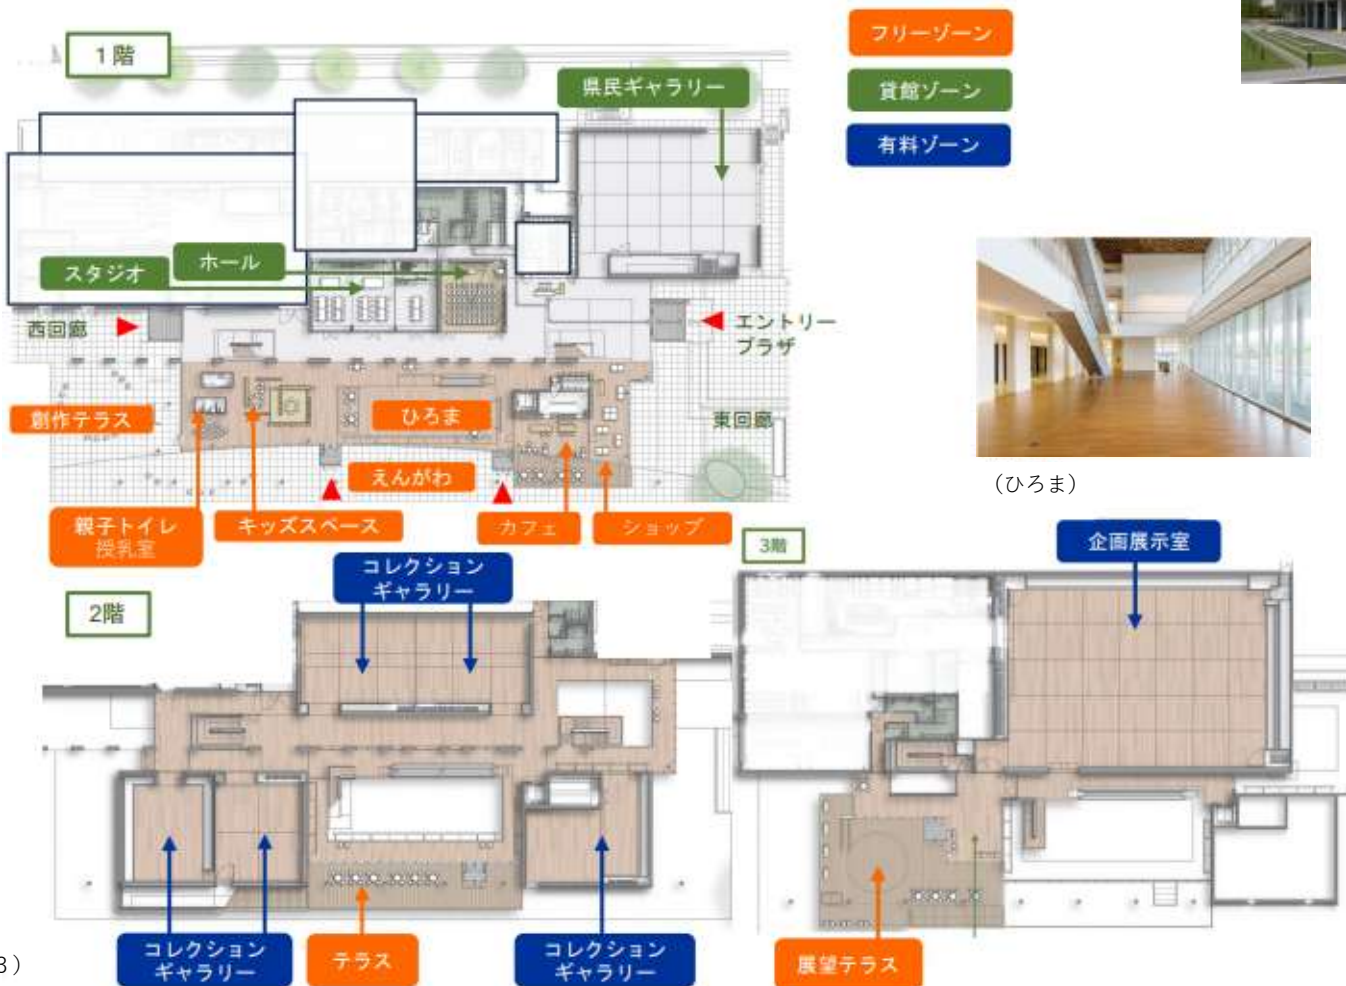 1階
フリーゾーン
貸館ゾーン
有料ゾーン
県民ギャラリー
ホール
スタジオ
西回廊
エントリー
プラザ
創作テラス
ひろま
東回廊
えんがわ
親子トイレ
授乳室
キッズスペース
カフェ
ショップ
(ひろま)
2階
コレクション
ギャラリー
3階
企画展示室
コレクション
ギャラリー
テラス
コレクション
ギャラリー
展望テラス
3)